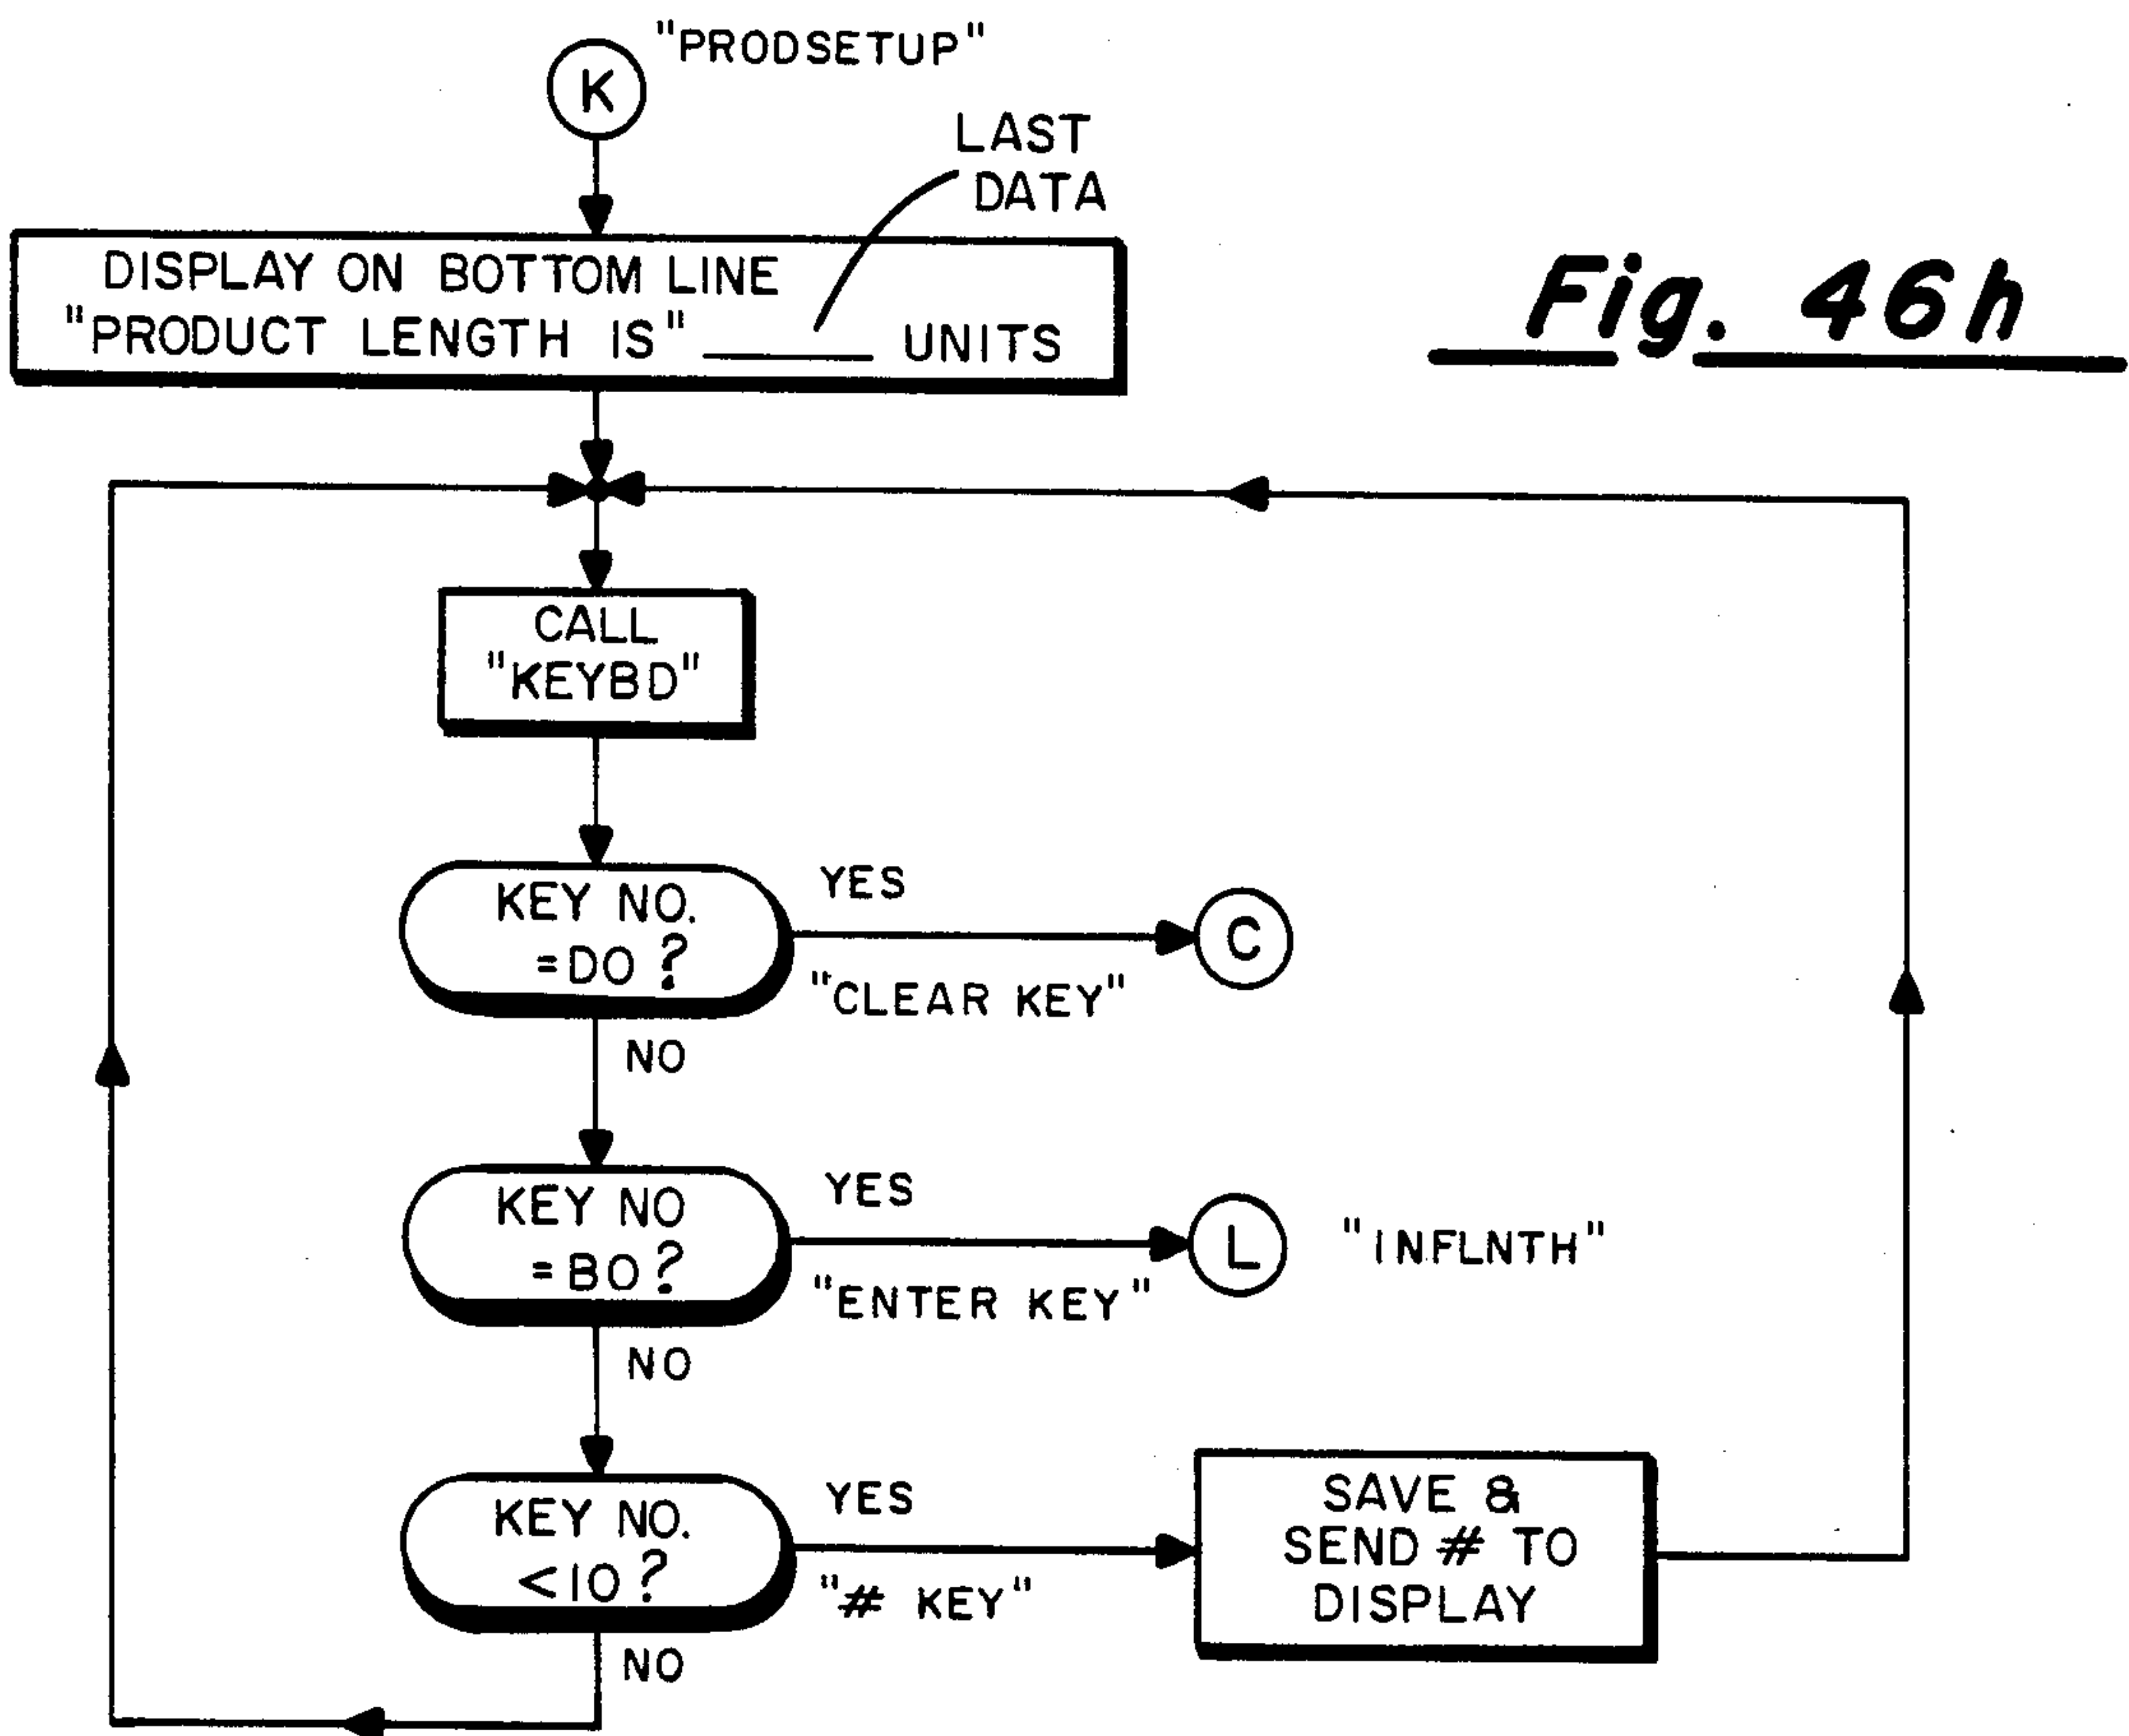 "PRODSETUP"
K
LAST
DATA
DISPLAY ON BOTTOM LINE
"PRODUCT LENGTH IS" ______ UNITS
Fig. 46h
CALL
"KEYBD"
KEY NO.
=DO ?
YES
"CLEAR KEY"
C
NO
KEY NO
=BO ?
YES
"ENTER KEY"
L
"INFLNTH"
NO
KEY NO.
<10 ?
YES
"# KEY"
SAVE &
SEND # TO
DISPLAY
NO